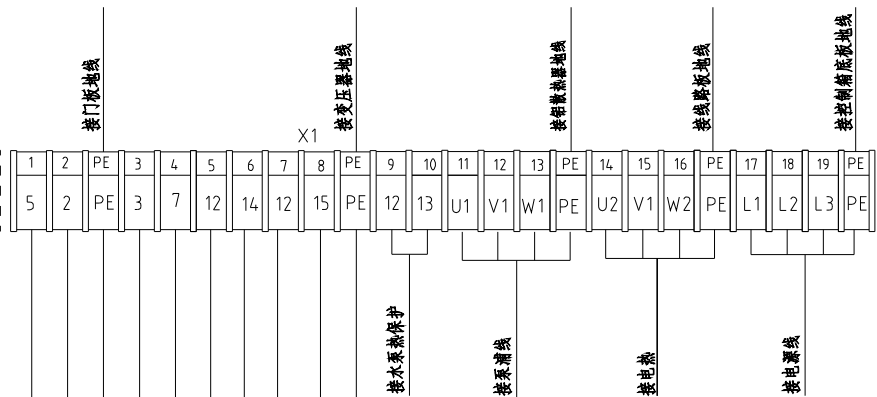 接门板地线
接变压器地线
接铝散热器地线
接线路板地线
接控制箱底板地线
X1
1 2 PE 3 4 5 6 7 8 PE 9 10 11 12 13 PE 14 15 16 PE 17 18 19 PE
5 2 PE 3 7 12 14 12 15 PE 12 13 U1 V1 W1 PE U2 V1 W2 PE L1 L2 L3 PE
接水泵热保护
接泵浦线
接电热
接电源线